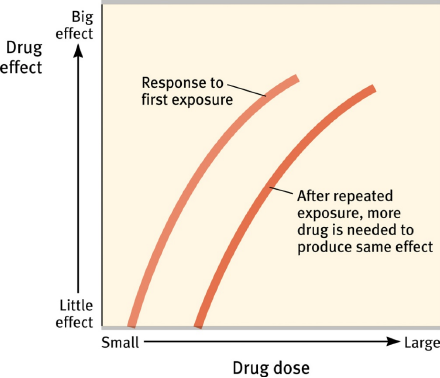 Big
effect
Drug
effect
Response to
first exposure
After repeated
exposure, more
drug is needed to
produce same effect
Little
effect
Small
Large
Drug dose